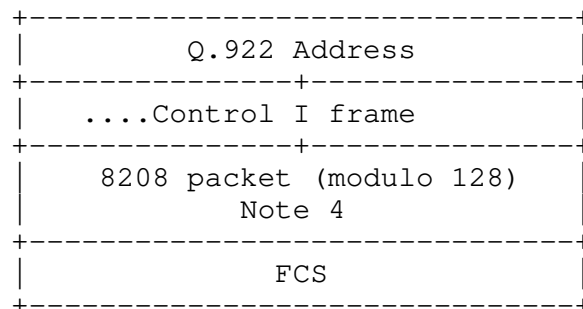 Q.922 Address
....Control I frame
8208 packet (modulo 128)
Note 4
FCS